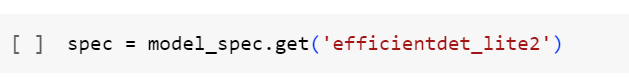 [ ] spec = model_spec.get('efficientdet_lite2')